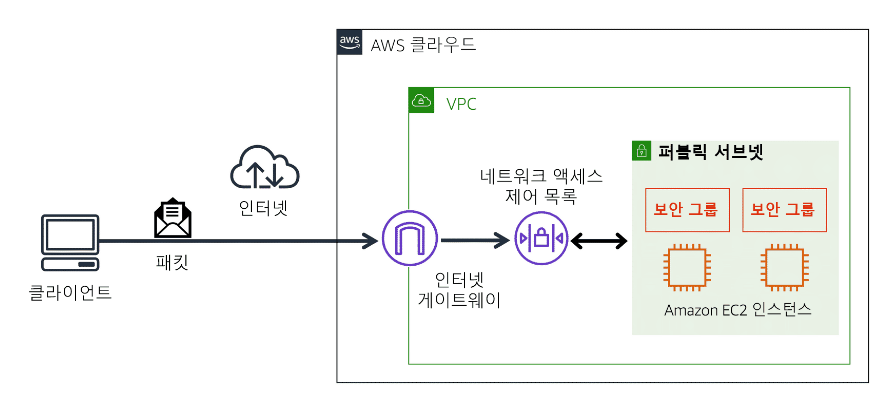 aws
AWS 클라우드
VPC
퍼블릭 서브넷
네트워크 액세스
제어 목록
보안 그룹
보안 그룹
인터넷
패킷
클라이언트
인터넷
게이트웨이
Amazon EC2 인스턴스